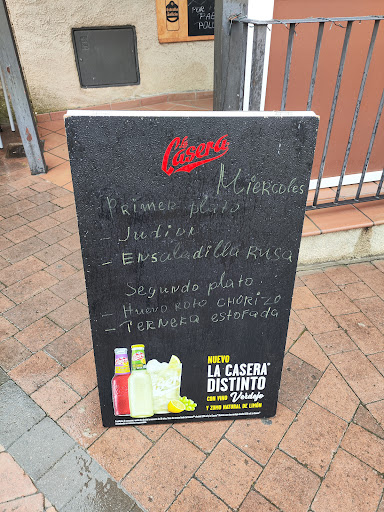 La Casera
Miercoles
Primer plato
- Judion
- Ensaladilla RUSA
Segundo plato
- Huevo Roto CHORIZO
- Ternera estofada
NUEVO
LA CASERA
DISTINTO
CON VINO Verdejo
Y ZUMO NATURAL DE LIMÓN